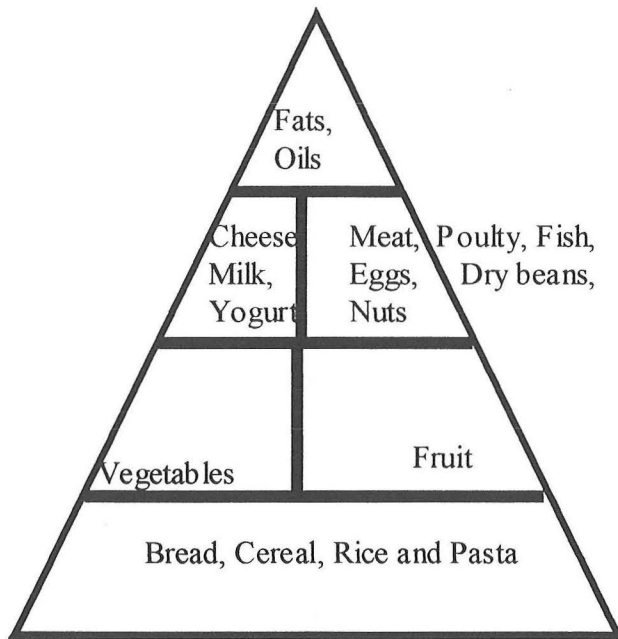 Fats,
Oils
Cheese
Milk,
Yogurt
Meat, Poulty, Fish,
Eggs, Dry beans,
Nuts
Vegetables
Fruit
Bread, Cereal, Rice and Pasta